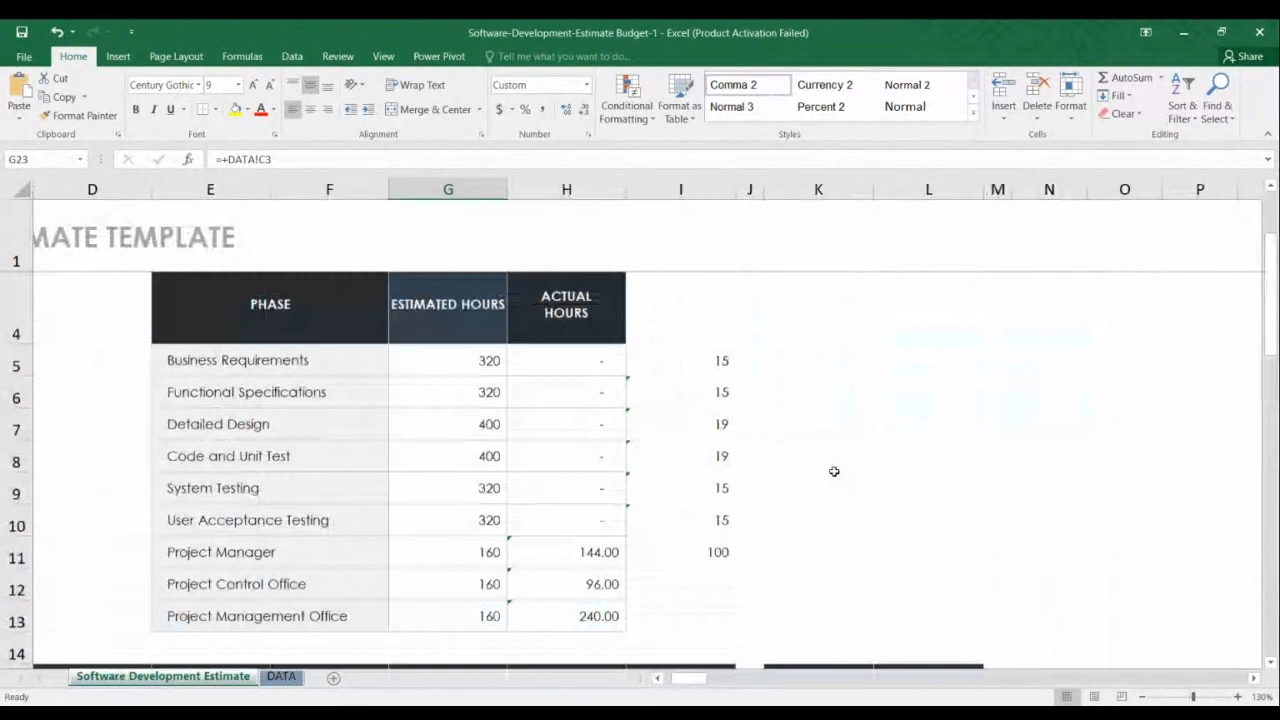 Software-Development-Estimate Budget-1 - Excel (Product Activation Failed)
File Home Insert Page Layout Formulas Data Review View Power Pivot Tell me what you want to do... Share
Paste Cut Copy Format Painter Clipboard
Century Gothic 9 B I U Font
Wrap Text Merge & Center Alignment
Custom $ % , Number
Conditional Formatting Format as Table
Comma 2 Currency 2 Normal 2
Normal 3 Percent 2 Normal
Styles
Insert Delete Format Cells
AutoSum Fill Clear Sort & Filter Find & Select Editing
G23 fx =+DATA!C3
D E F G H I J K L M N O P
1 MATE TEMPLATE
4 PHASE ESTIMATED HOURS ACTUAL HOURS
5 Business Requirements 320 - 15
6 Functional Specifications 320 - 15
7 Detailed Design 400 - 19
8 Code and Unit Test 400 - 19
9 System Testing 320 - 15
10 User Acceptance Testing 320 - 15
11 Project Manager 160 144.00 100
12 Project Control Office 160 96.00
13 Project Management Office 160 240.00
14
Software Development Estimate DATA
Ready 130%